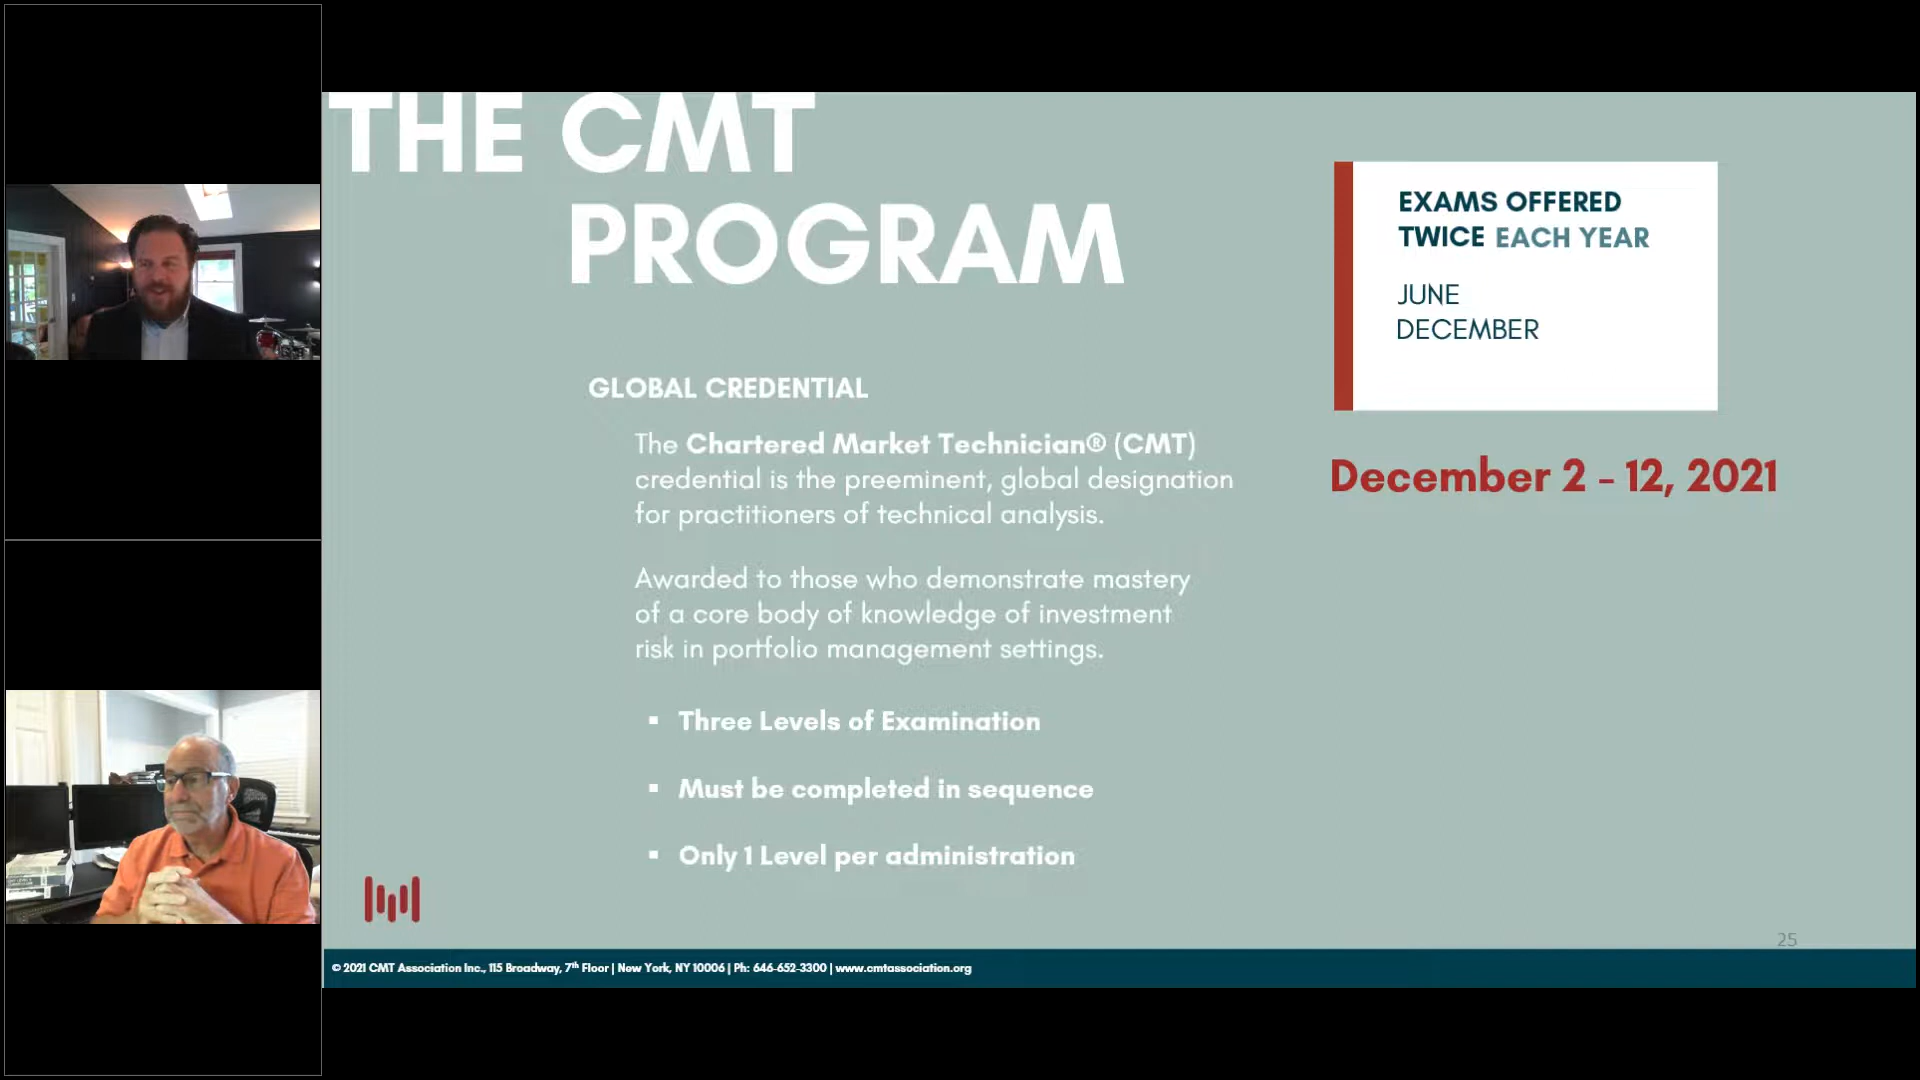 THE CMT
PROGRAM
EXAMS OFFERED
TWICE EACH YEAR
JUNE
DECEMBER
December 2 - 12, 2021
GLOBAL CREDENTIAL
The Chartered Market Technician® (CMT)
credential is the preeminent, global designation
for practitioners of technical analysis.
Awarded to those who demonstrate mastery
of a core body of knowledge of investment
risk in portfolio management settings.
▪ Three Levels of Examination
▪ Must be completed in sequence
▪ Only 1 Level per administration
25
© 2021 CMT Association Inc., 115 Broadway, 7th Floor | New York, NY 10006 | Ph: 646-652-3300 | www.cmtassociation.org